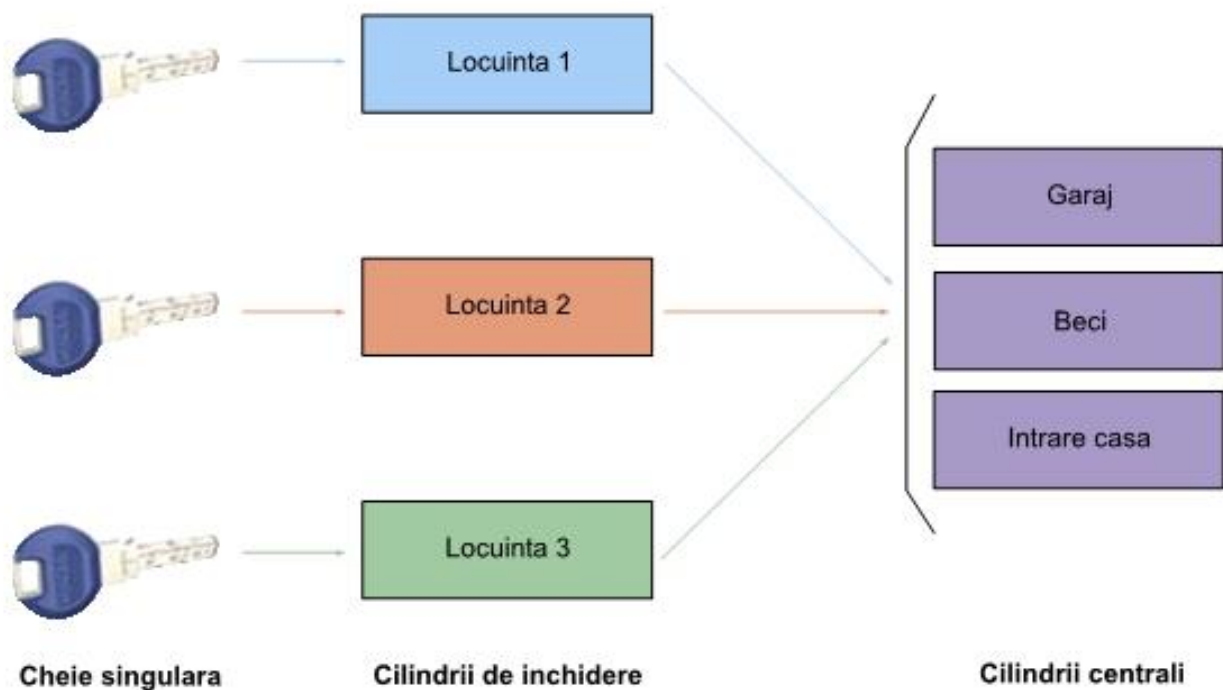 Locuinta 1
Garaj
Locuinta 2
Beci
Intrare casa
Locuinta 3
Cheie singulara
Cilindrii de inchidere
Cilindrii centrali